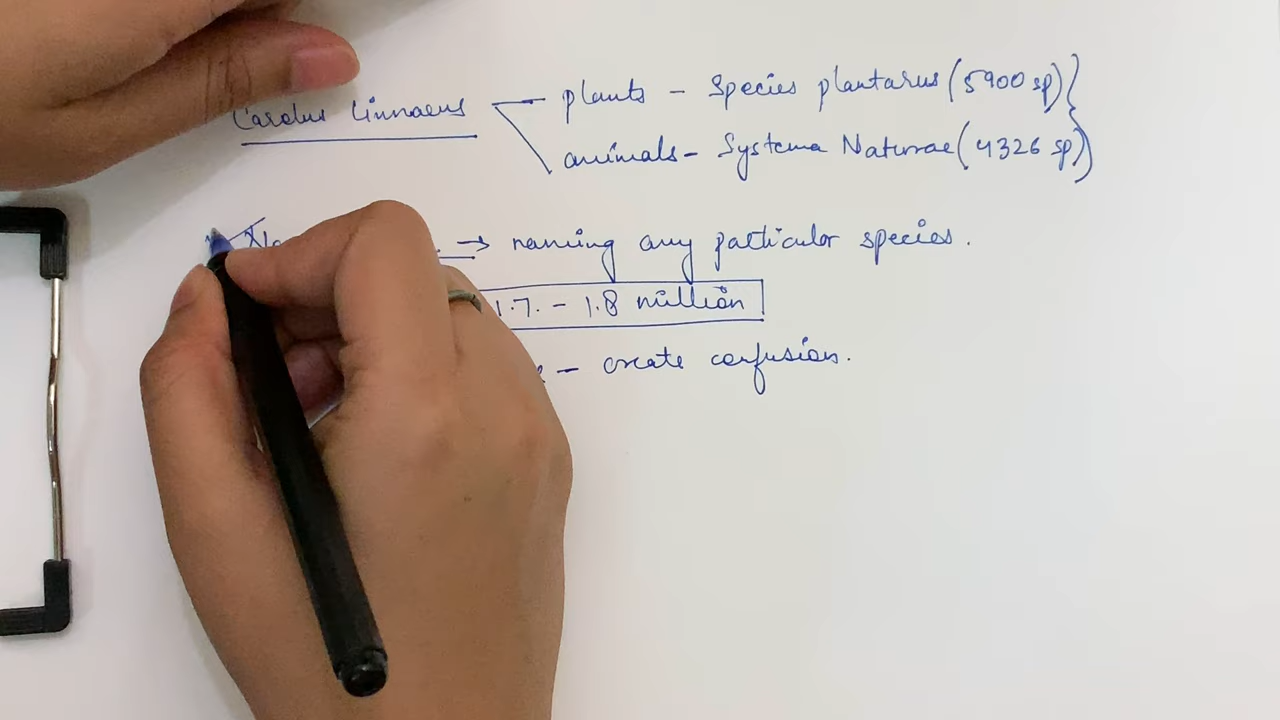 Carolus Linnaeus — plants - Species plantarus (5900 sp)
animals - Systema Naturae (4326 sp)
→ naming any particular species.
1.7. - 1.8 million
- create confusion.